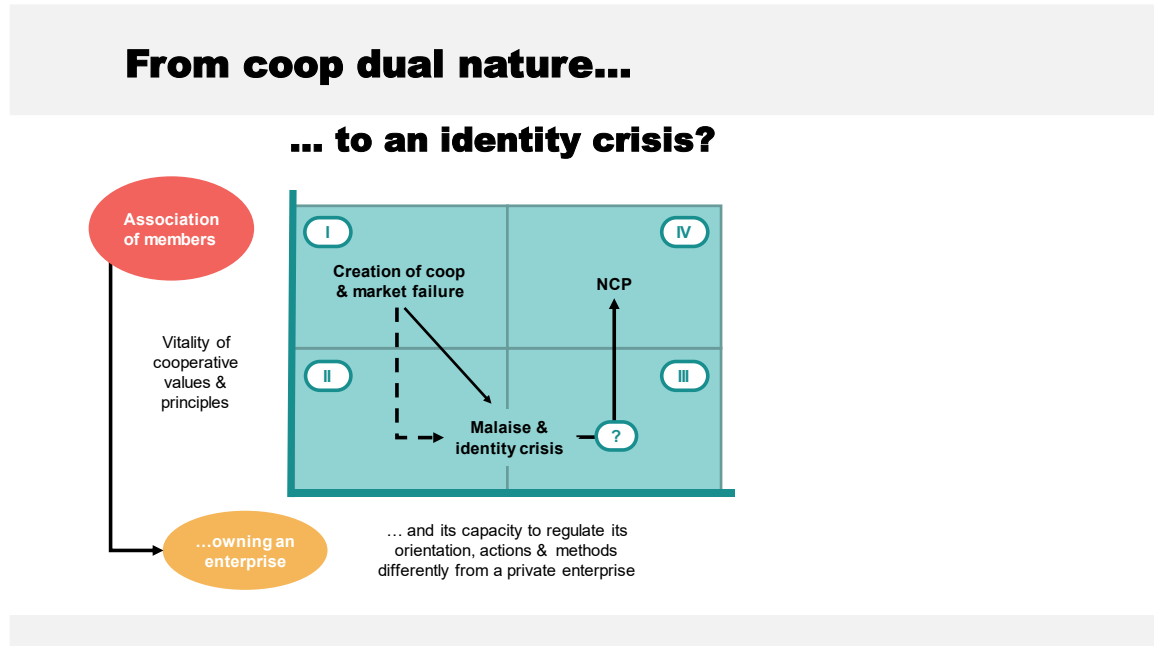 From coop dual nature...
... to an identity crisis?
Association
of members
I
IV
Creation of coop
& market failure
NCP
Vitality of
cooperative
values &
principles
II
III
Malaise &
identity crisis
?
…owning an
enterprise
… and its capacity to regulate its
orientation, actions & methods
differently from a private enterprise